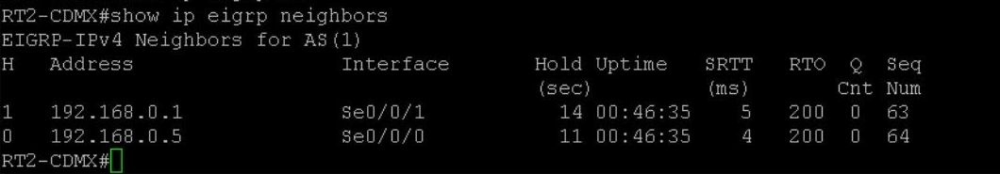 RT2-CDMX#show ip eigrp neighbors
EIGRP-IPv4 Neighbors for AS(1)
H   Address                 Interface              Hold Uptime   SRTT   RTO  Q  Seq
                                                   (sec)         (ms)       Cnt Num
1   192.168.0.1             Se0/0/1                  14 00:46:35    5   200  0  63
0   192.168.0.5             Se0/0/0                  11 00:46:35    4   200  0  64
RT2-CDMX#